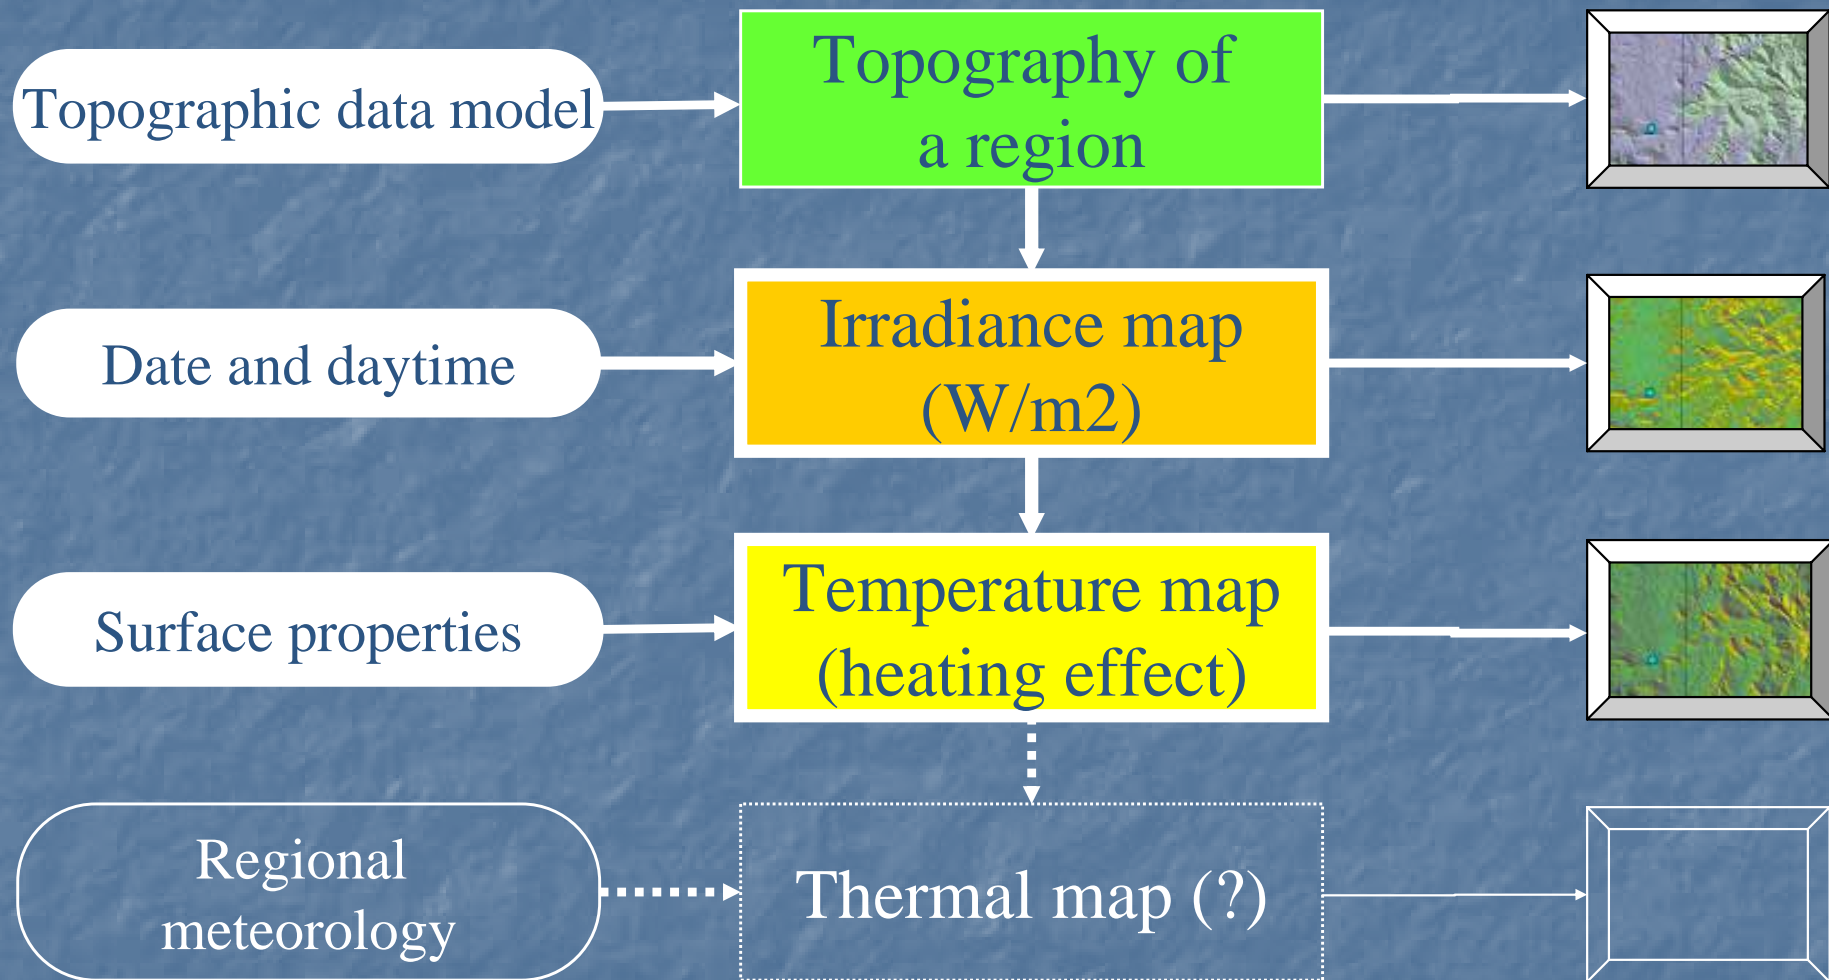 Topographic data model
Topography of
a region
Date and daytime
Irradiance map
(W/m2)
Surface properties
Temperature map
(heating effect)
Regional
meteorology
Thermal map (?)